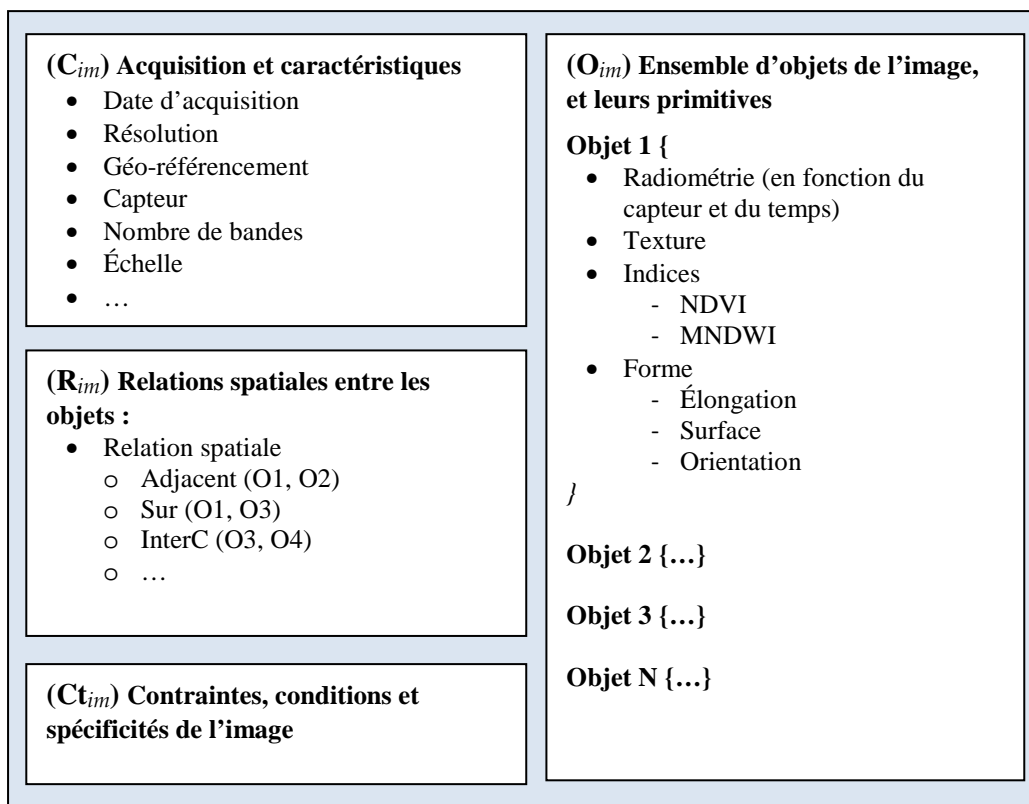 (Cim) Acquisition et caractéristiques
• Date d'acquisition
• Résolution
• Géo-référencement
• Capteur
• Nombre de bandes
• Échelle
• …
(Rim) Relations spatiales entre les
objets :
• Relation spatiale
o Adjacent (O1, O2)
o Sur (O1, O3)
o InterC (O3, O4)
o …
(Ctim) Contraintes, conditions et
spécificités de l'image
(Oim) Ensemble d'objets de l'image,
et leurs primitives
Objet 1 {
• Radiométrie (en fonction du
capteur et du temps)
• Texture
• Indices
- NDVI
- MNDWI
• Forme
- Élongation
- Surface
- Orientation
}
Objet 2 {…}
Objet 3 {…}
Objet N {…}